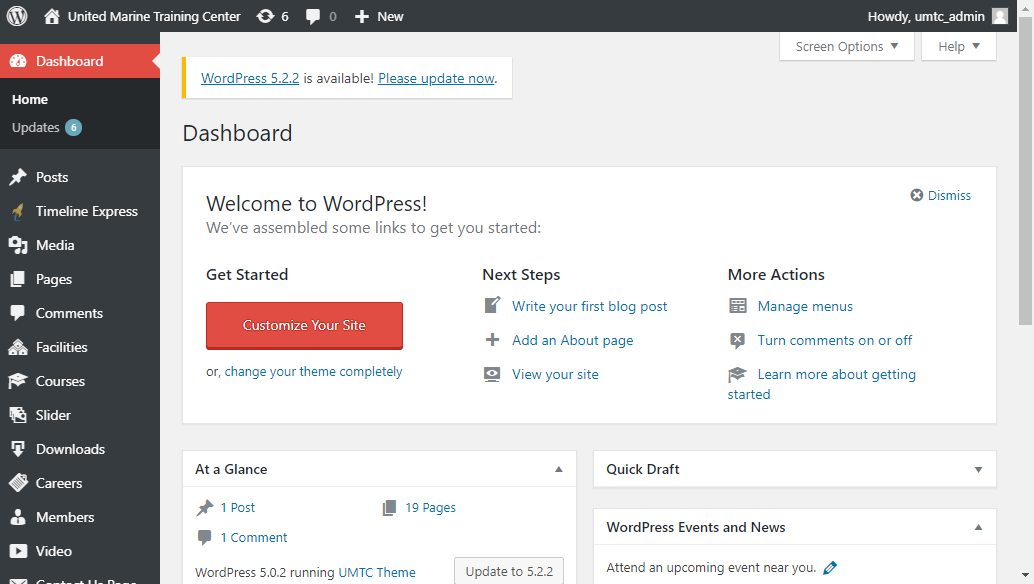 United Marine Training Center 6 0 New Howdy, umtc_admin
Screen Options Help
Dashboard
Home
Updates 6
Posts
Timeline Express
Media
Pages
Comments
Facilities
Courses
Slider
Downloads
Careers
Members
Video
Contact Us Page
WordPress 5.2.2 is available! Please update now.
Dashboard
Welcome to WordPress!
We've assembled some links to get you started:
Dismiss
Get Started
Customize Your Site
or, change your theme completely
Next Steps
Write your first blog post
Add an About page
View your site
More Actions
Manage menus
Turn comments on or off
Learn more about getting
started
At a Glance
1 Post 19 Pages
1 Comment
WordPress 5.0.2 running UMTC Theme Update to 5.2.2
Quick Draft
WordPress Events and News
Attend an upcoming event near you.